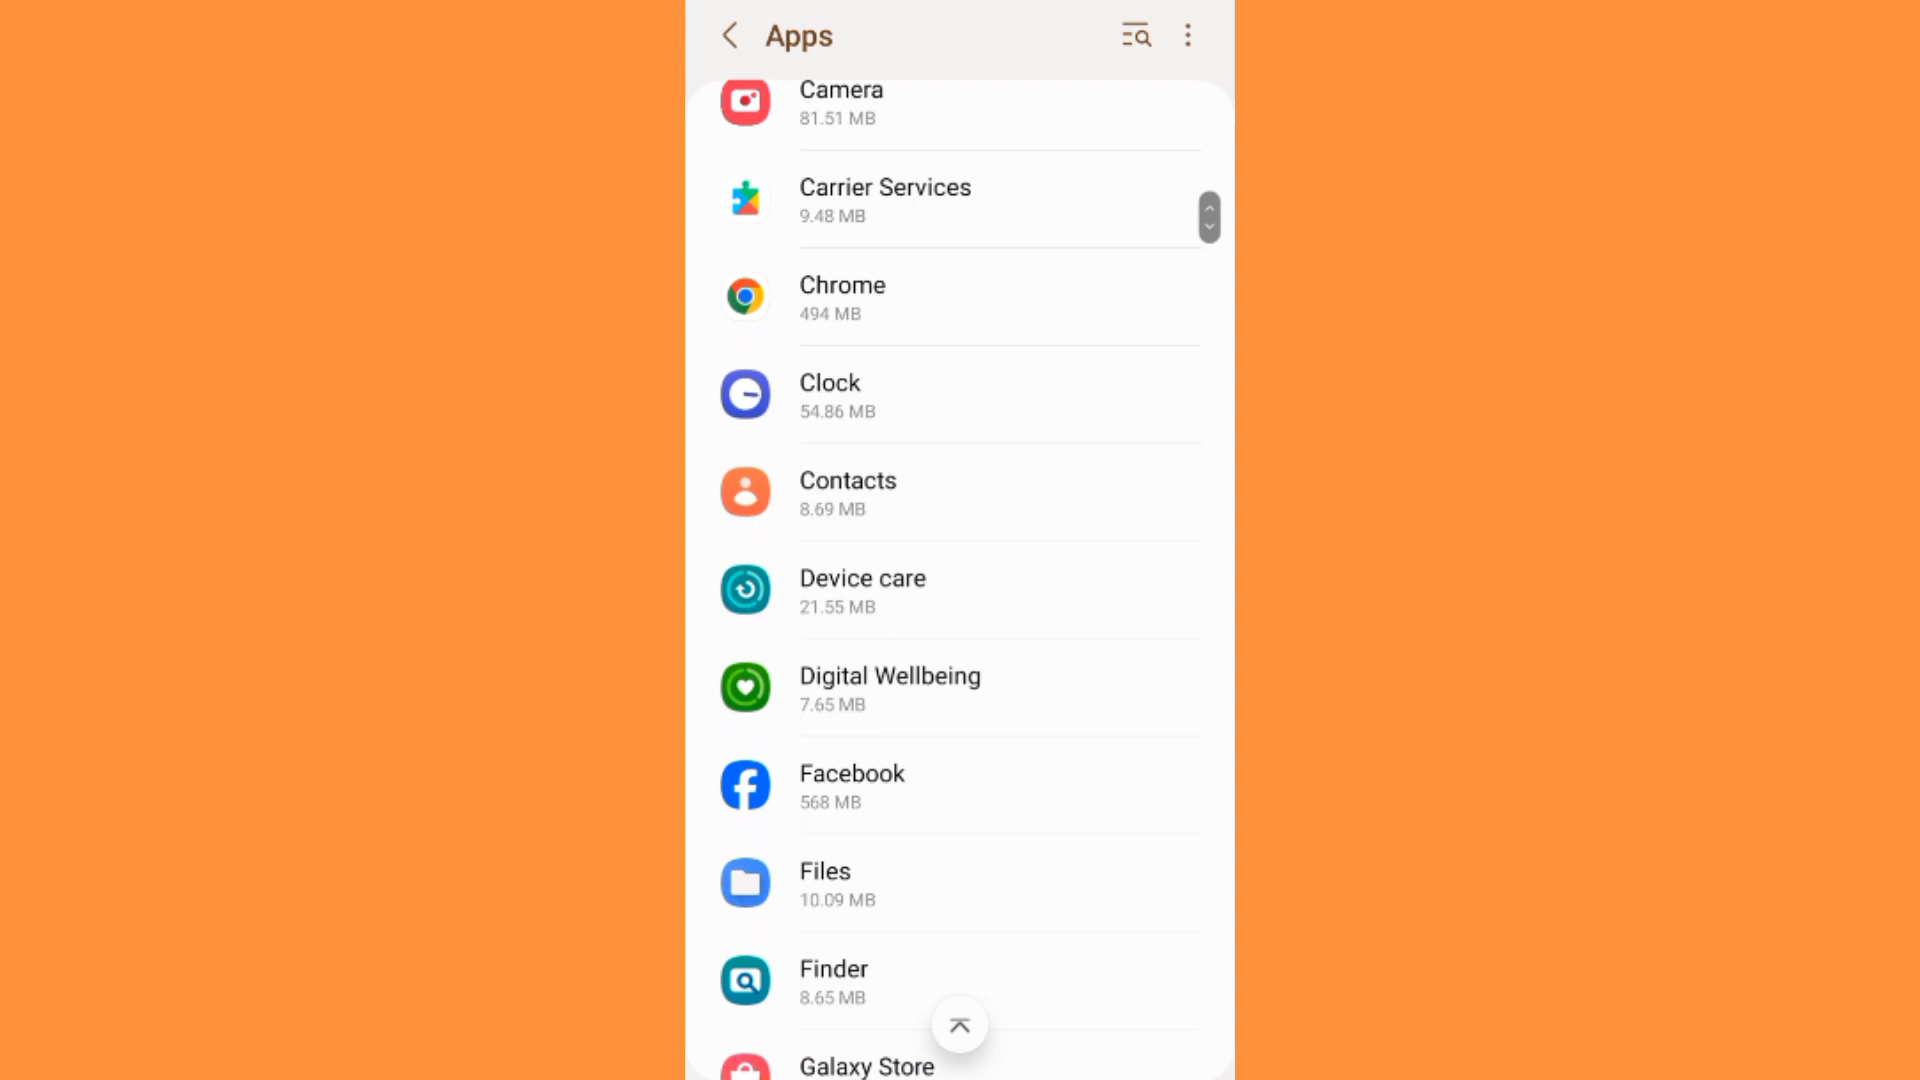 Apps
Camera
81.51 MB
Carrier Services
9.48 MB
Chrome
494 MB
Clock
54.86 MB
Contacts
8.69 MB
Device care
21.55 MB
Digital Wellbeing
7.65 MB
Facebook
568 MB
Files
10.09 MB
Finder
8.65 MB
Galaxy Store